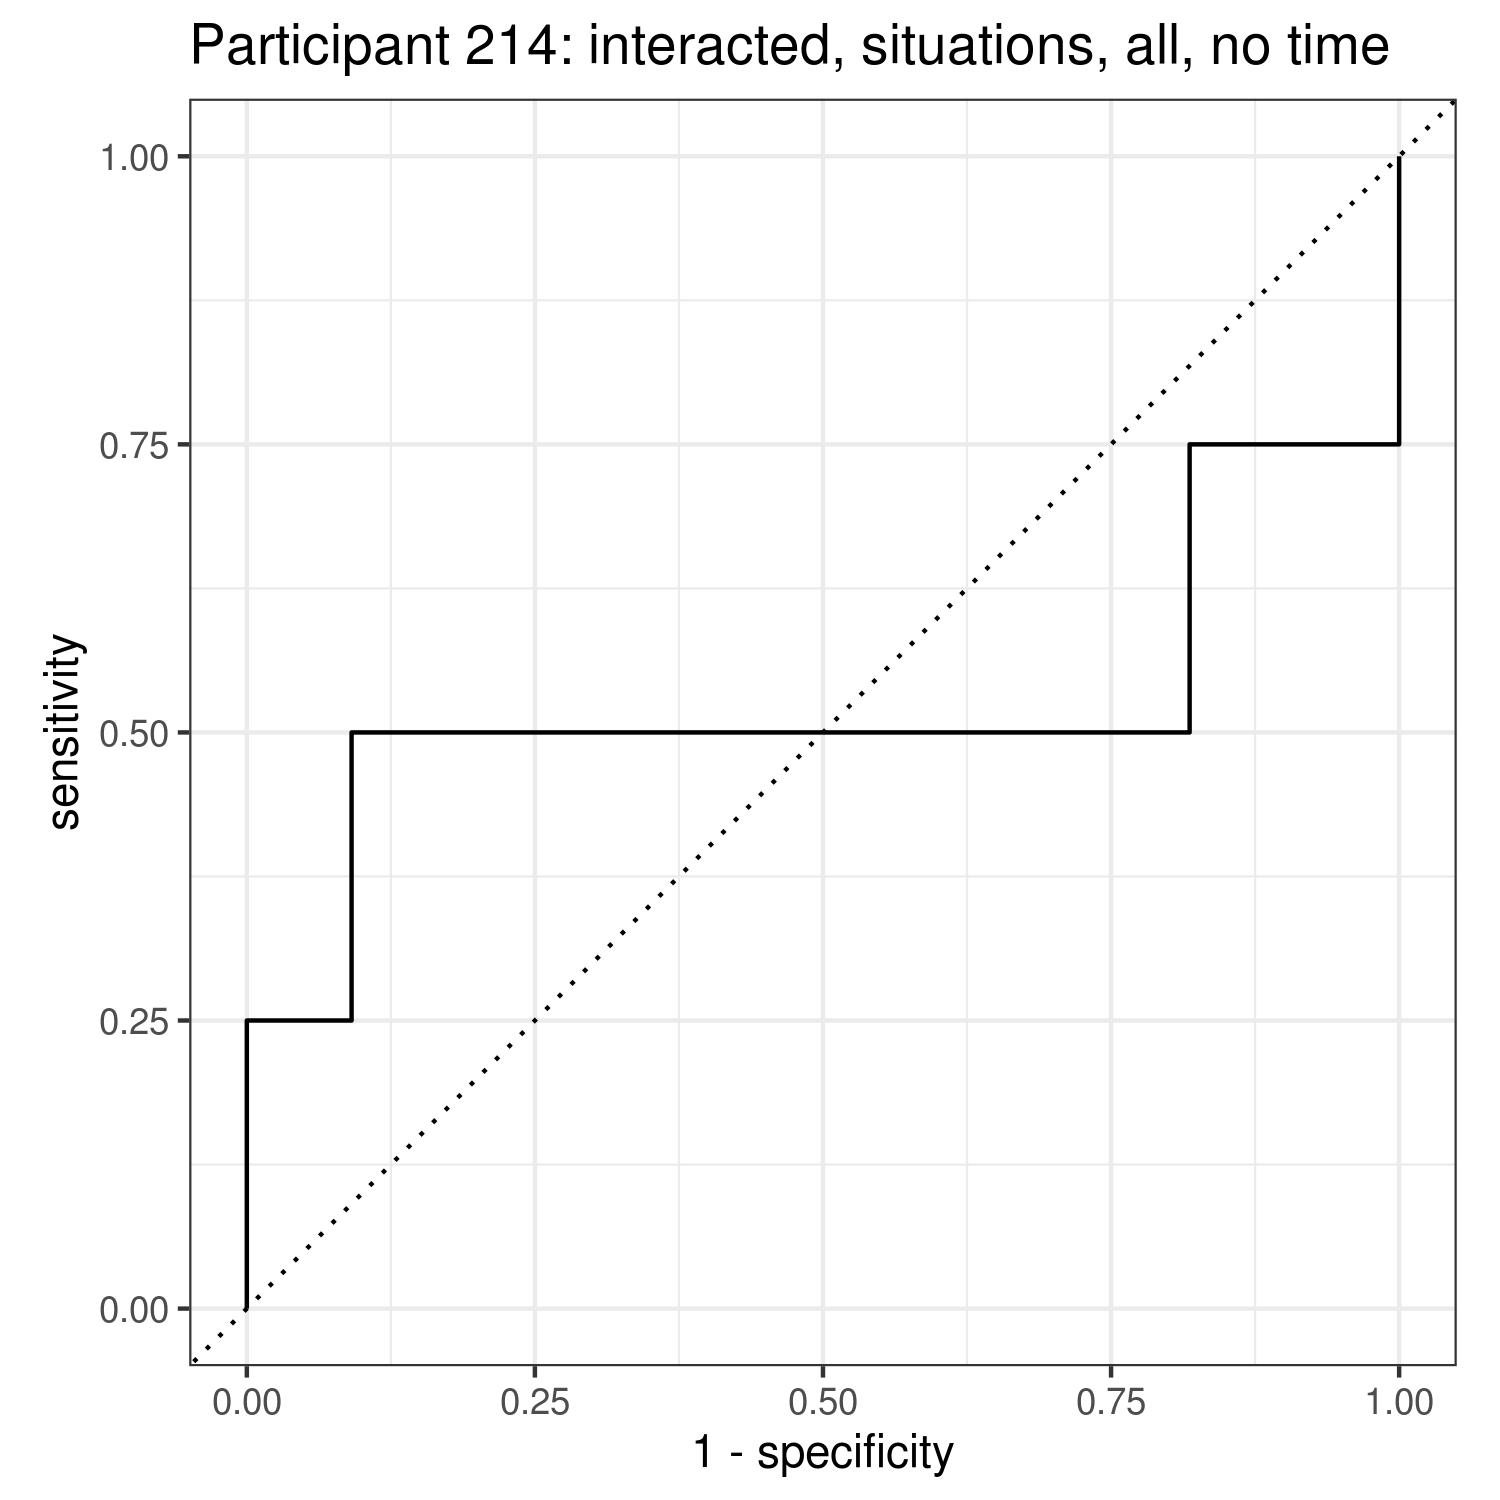 Participant 214: interacted, situations, all, no time
1.00
0.75
0.50
0.25
0.00
sensitivity
0.00 0.25 0.50 0.75 1.00
1 - specificity